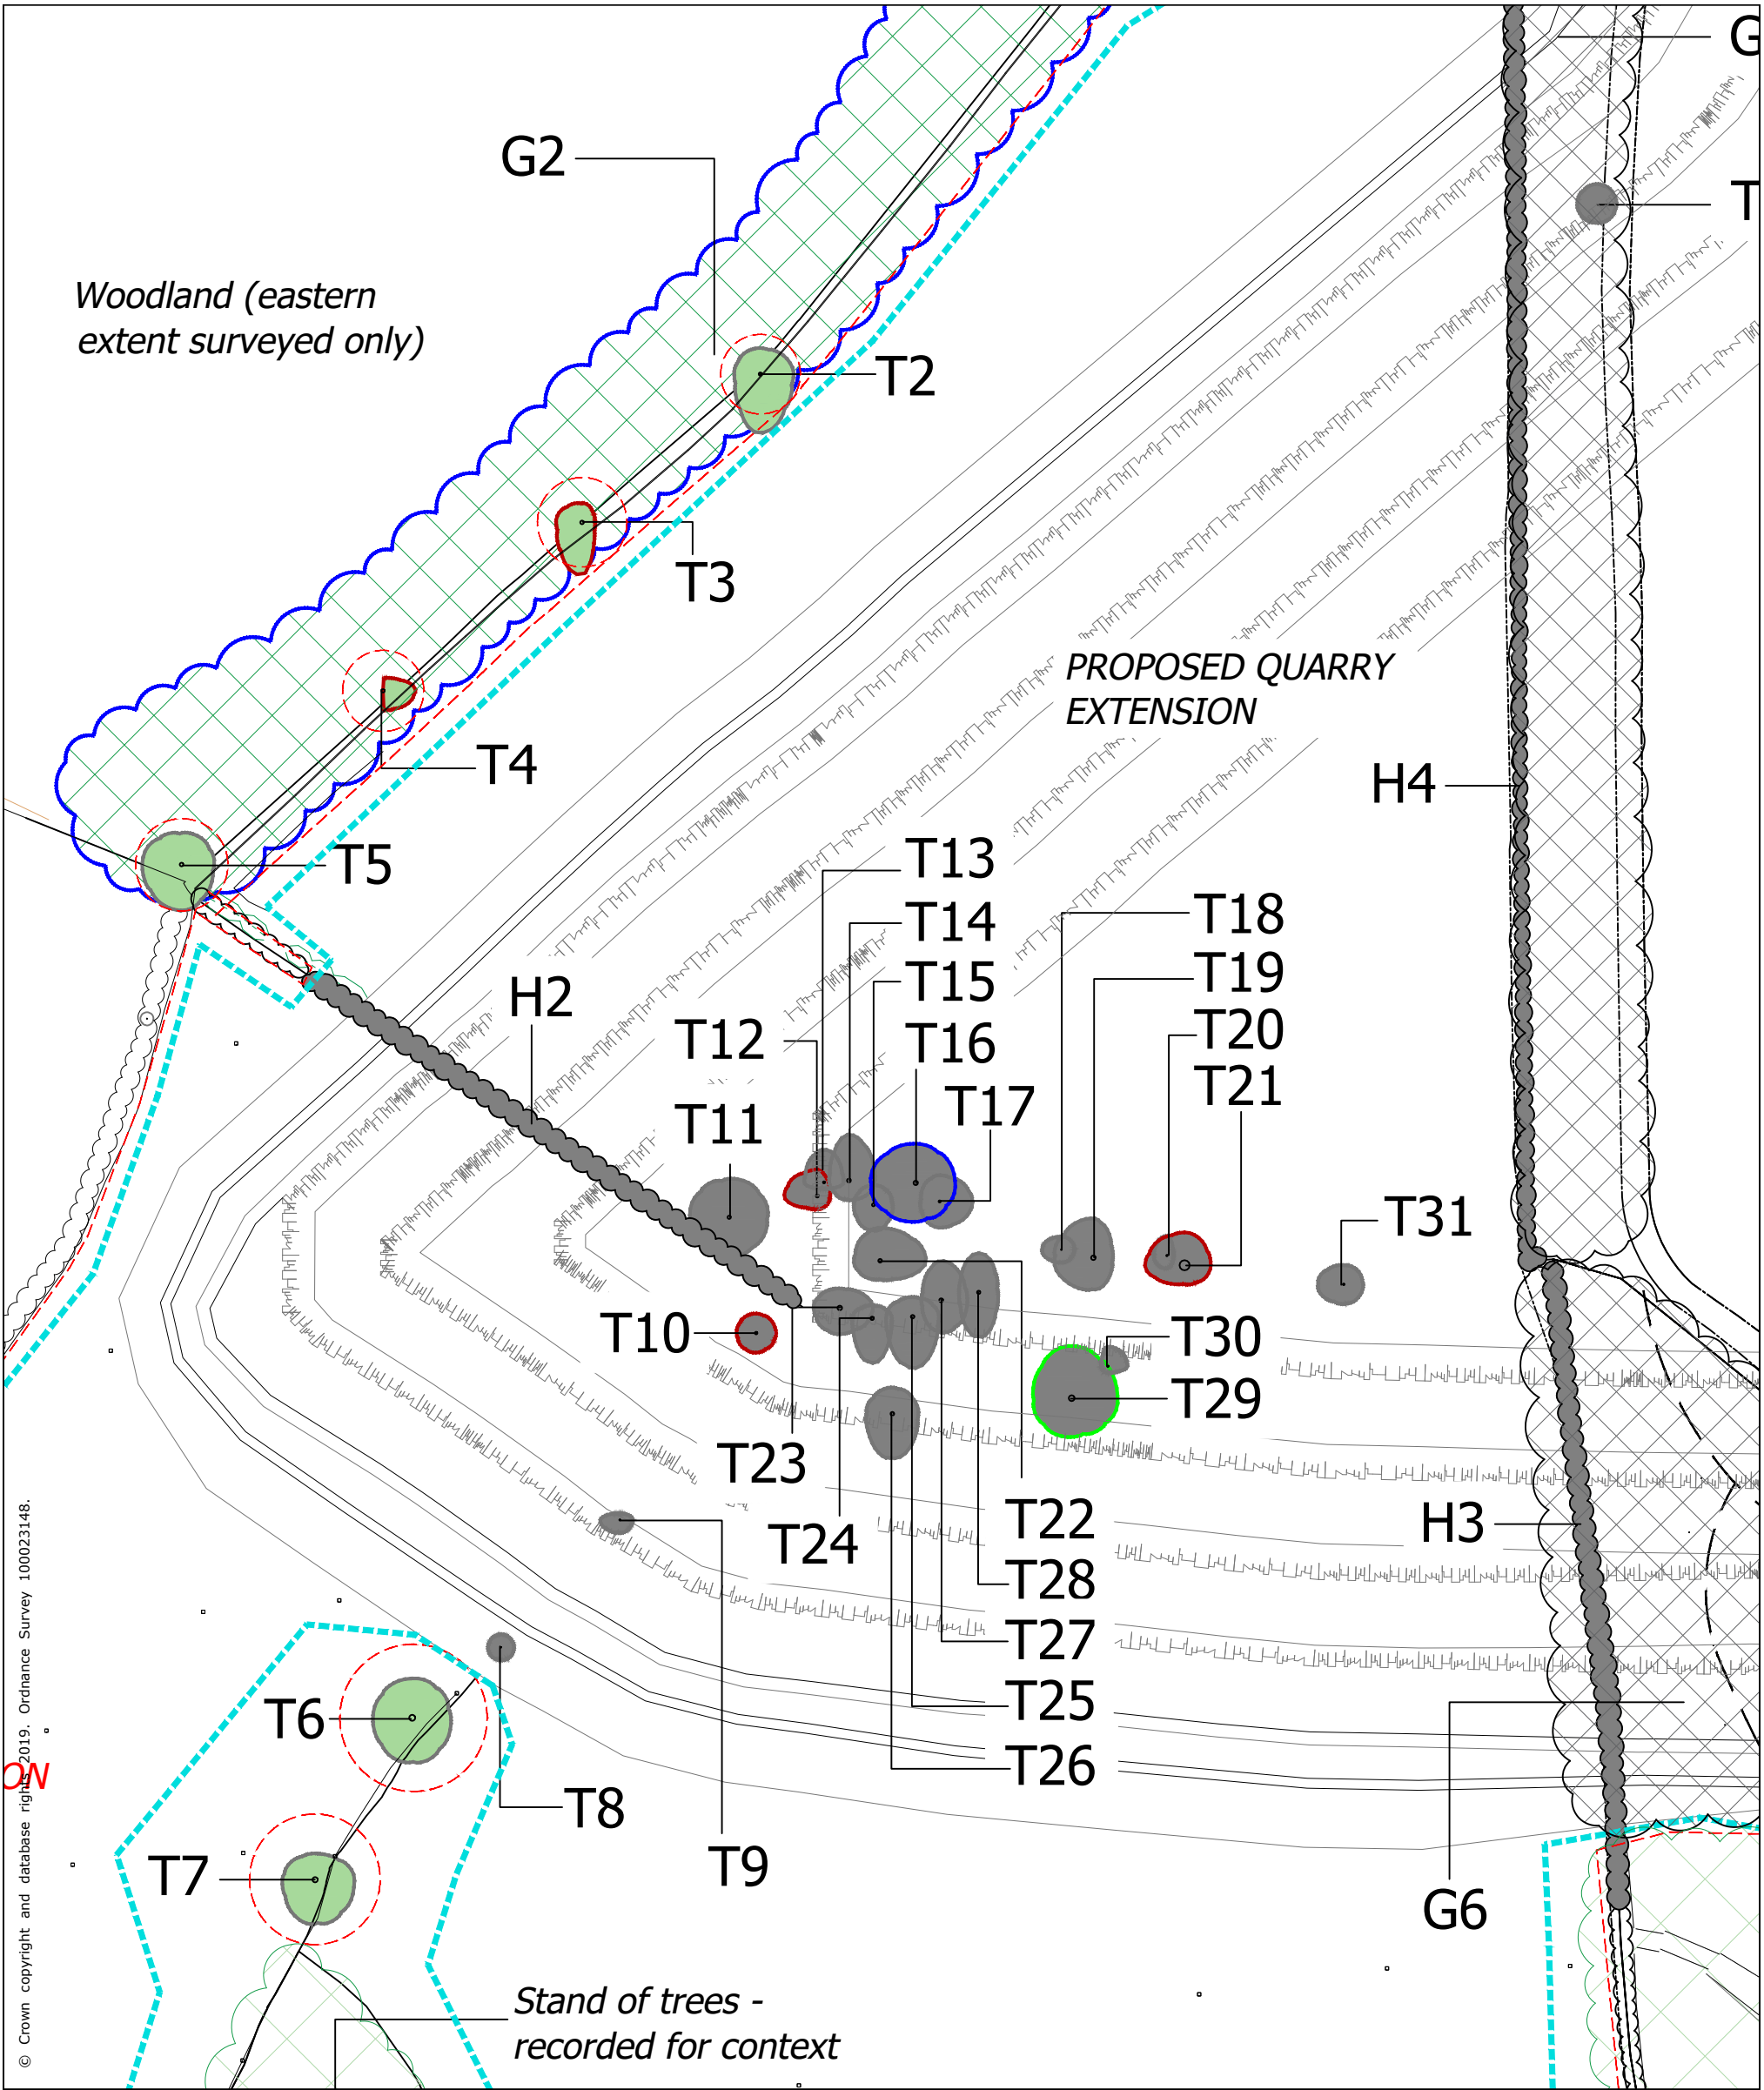 G
G2
T
Woodland (eastern
extent surveyed only)
T2
T3
PROPOSED QUARRY
EXTENSION
T4
H4
T13
T5
T18
T14
T19
T15
H2
T20
T12
T16
T21
T17
T11
T31
T10
T30
T29
T23
T22
H3
T24
T28
T27
T25
T6
T26
ON
T8
T9
T7
G6
Stand of trees -
recorded for context
© Crown copyright and database rights 2019. Ordnance Survey 100023148.